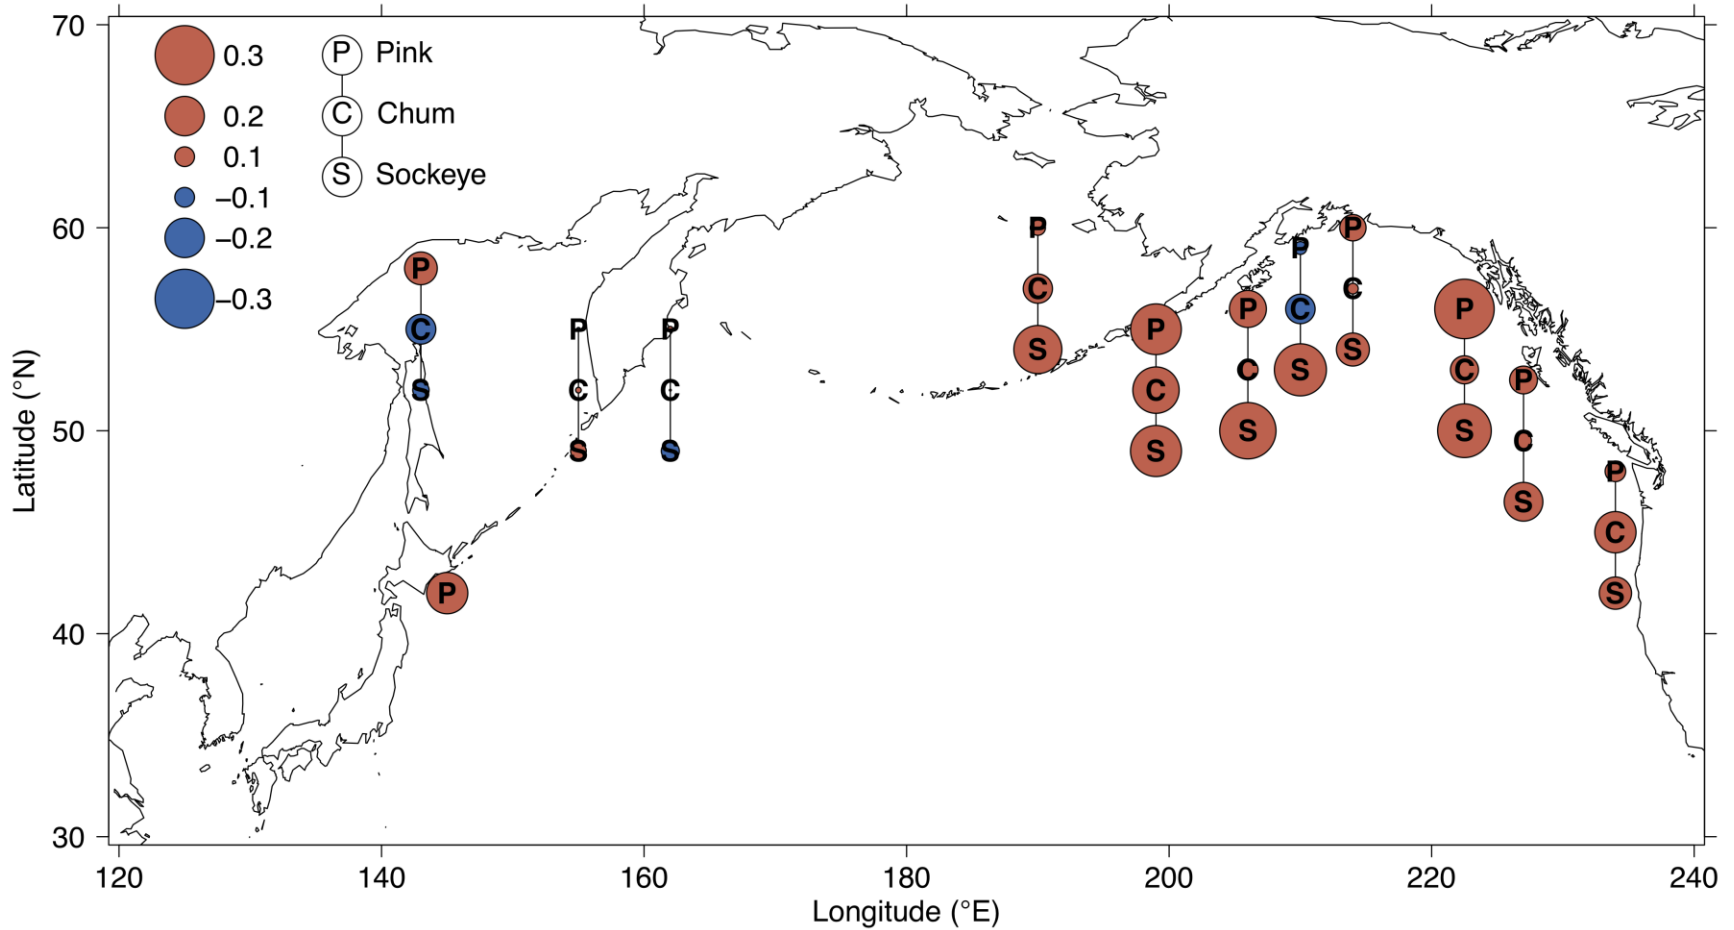 70
0.3
P Pink
0.2
C Chum
0.1
S Sockeye
−0.1
60
P
P
P
−0.2
P
C
C
C
−0.3
P
P
C
P
P
C
P
P
S
S
S
C
C
P
S
C
C
C
50
S
S
S
S
S
C
P
S
C
P
S
40
30
120
140
160
180
200
220
240
Latitude (°N)
Longitude (°E)